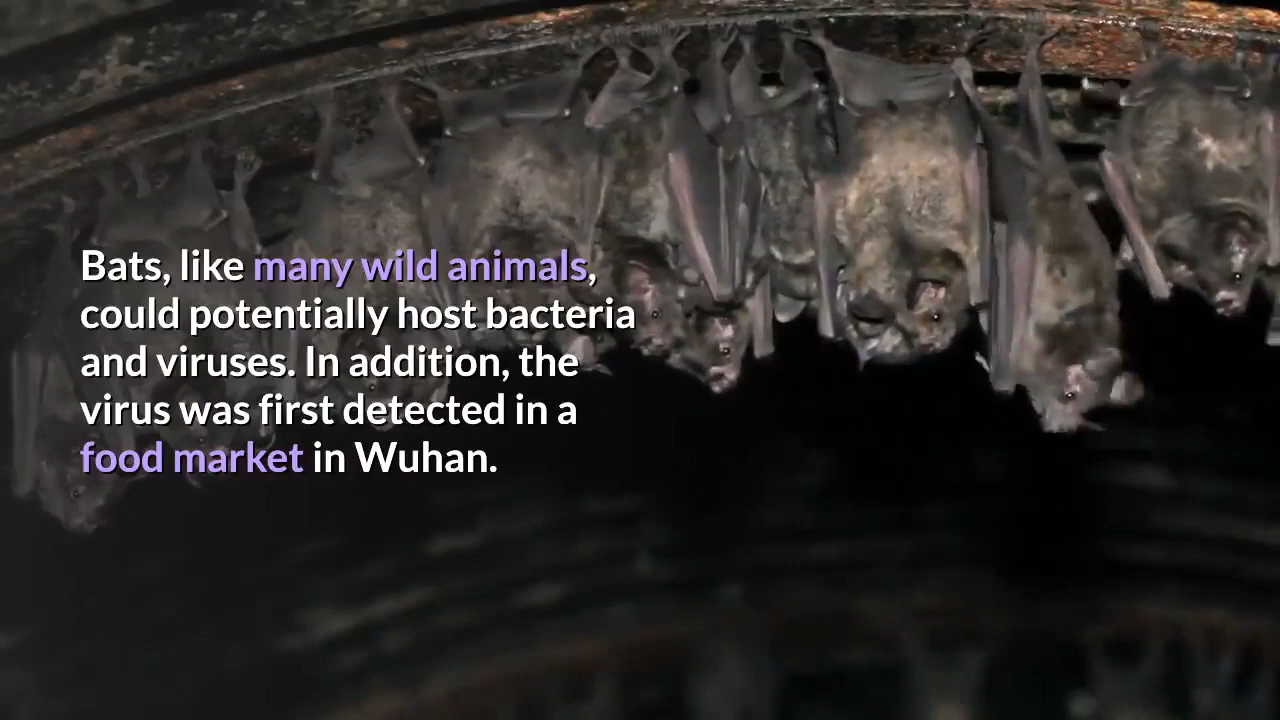 Bats, like many wild animals,
could potentially host bacteria
and viruses. In addition, the
virus was first detected in a
food market in Wuhan.